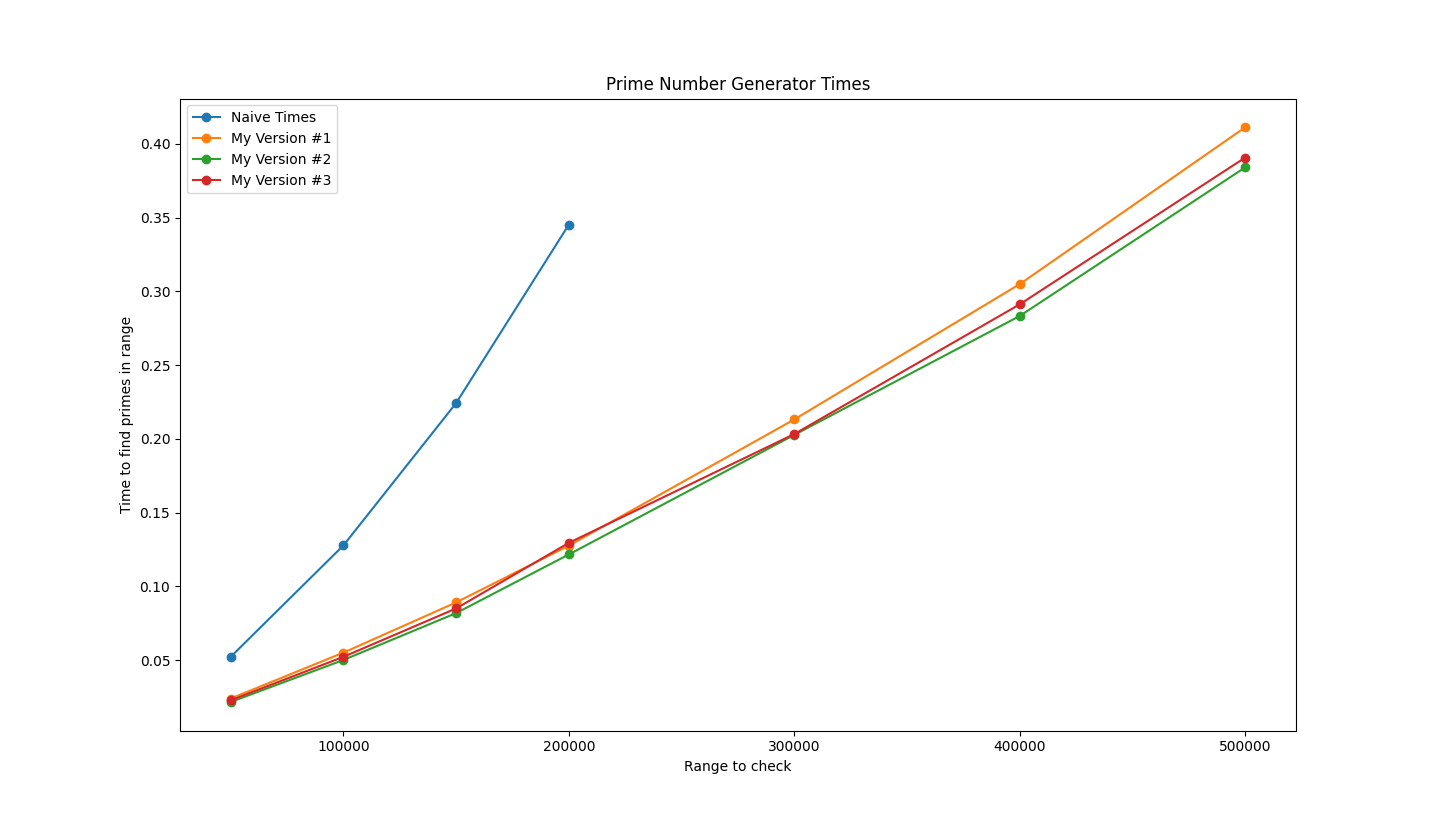 Prime Number Generator Times
Naive Times
My Version #1
My Version #2
My Version #3
0.40
0.35
0.30
0.25
0.20
0.15
0.10
0.05
Time to find primes in range
100000
200000
300000
400000
500000
Range to check